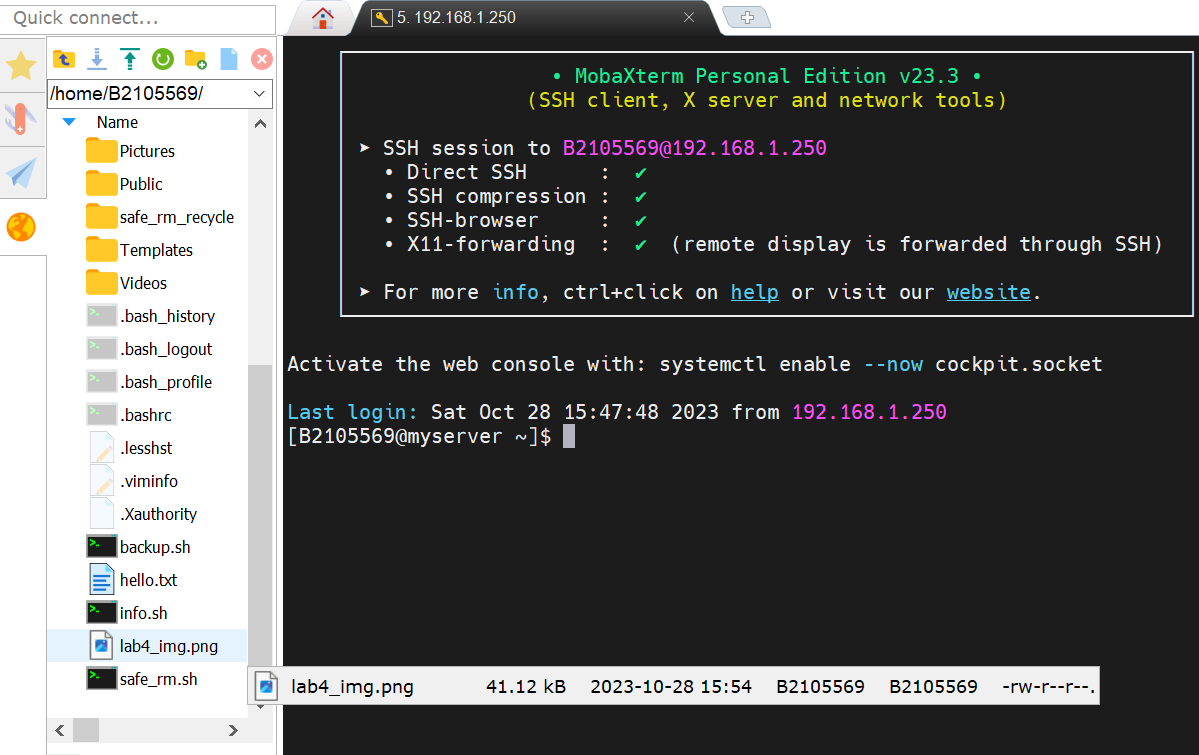 Quick connect...
5. 192.168.1.250
/home/B2105569/
Name
Pictures
Public
safe_rm_recycle
Templates
Videos
.bash_history
.bash_logout
.bash_profile
.bashrc
.lesshst
.viminfo
.Xauthority
backup.sh
hello.txt
info.sh
lab4_img.png
safe_rm.sh
• MobaXterm Personal Edition v23.3 •
(SSH client, X server and network tools)
➤ SSH session to B2105569@192.168.1.250
• Direct SSH : ✔
• SSH compression : ✔
• SSH-browser : ✔
• X11-forwarding : ✔ (remote display is forwarded through SSH)
➤ For more info, ctrl+click on help or visit our website.
Activate the web console with: systemctl enable --now cockpit.socket
Last login: Sat Oct 28 15:47:48 2023 from 192.168.1.250
[B2105569@myserver ~]$
lab4_img.png 41.12 kB 2023-10-28 15:54 B2105569 B2105569 -rw-r--r--.